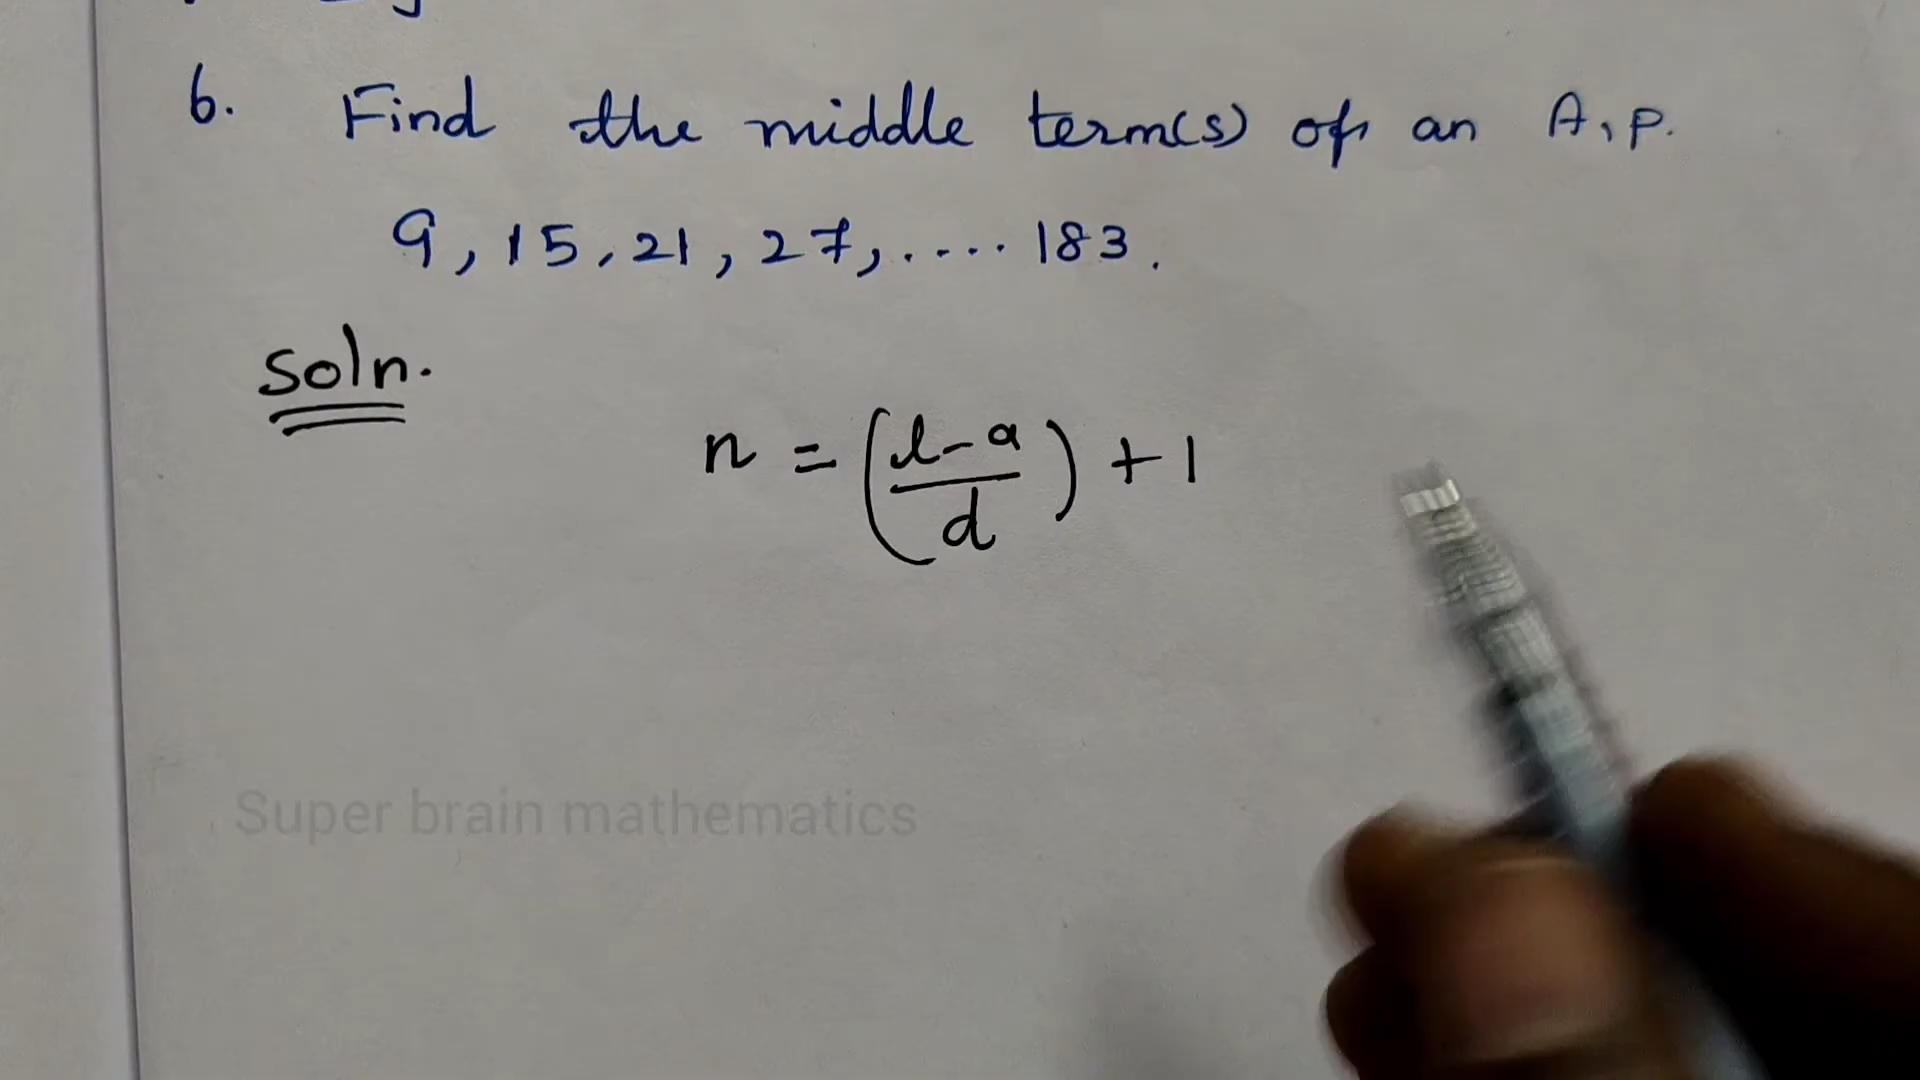 6. Find the middle term(s) of an A.P.
9, 15, 21, 27, .... 183.
Soln.
n = (l-a/d) + 1
Super brain mathematics